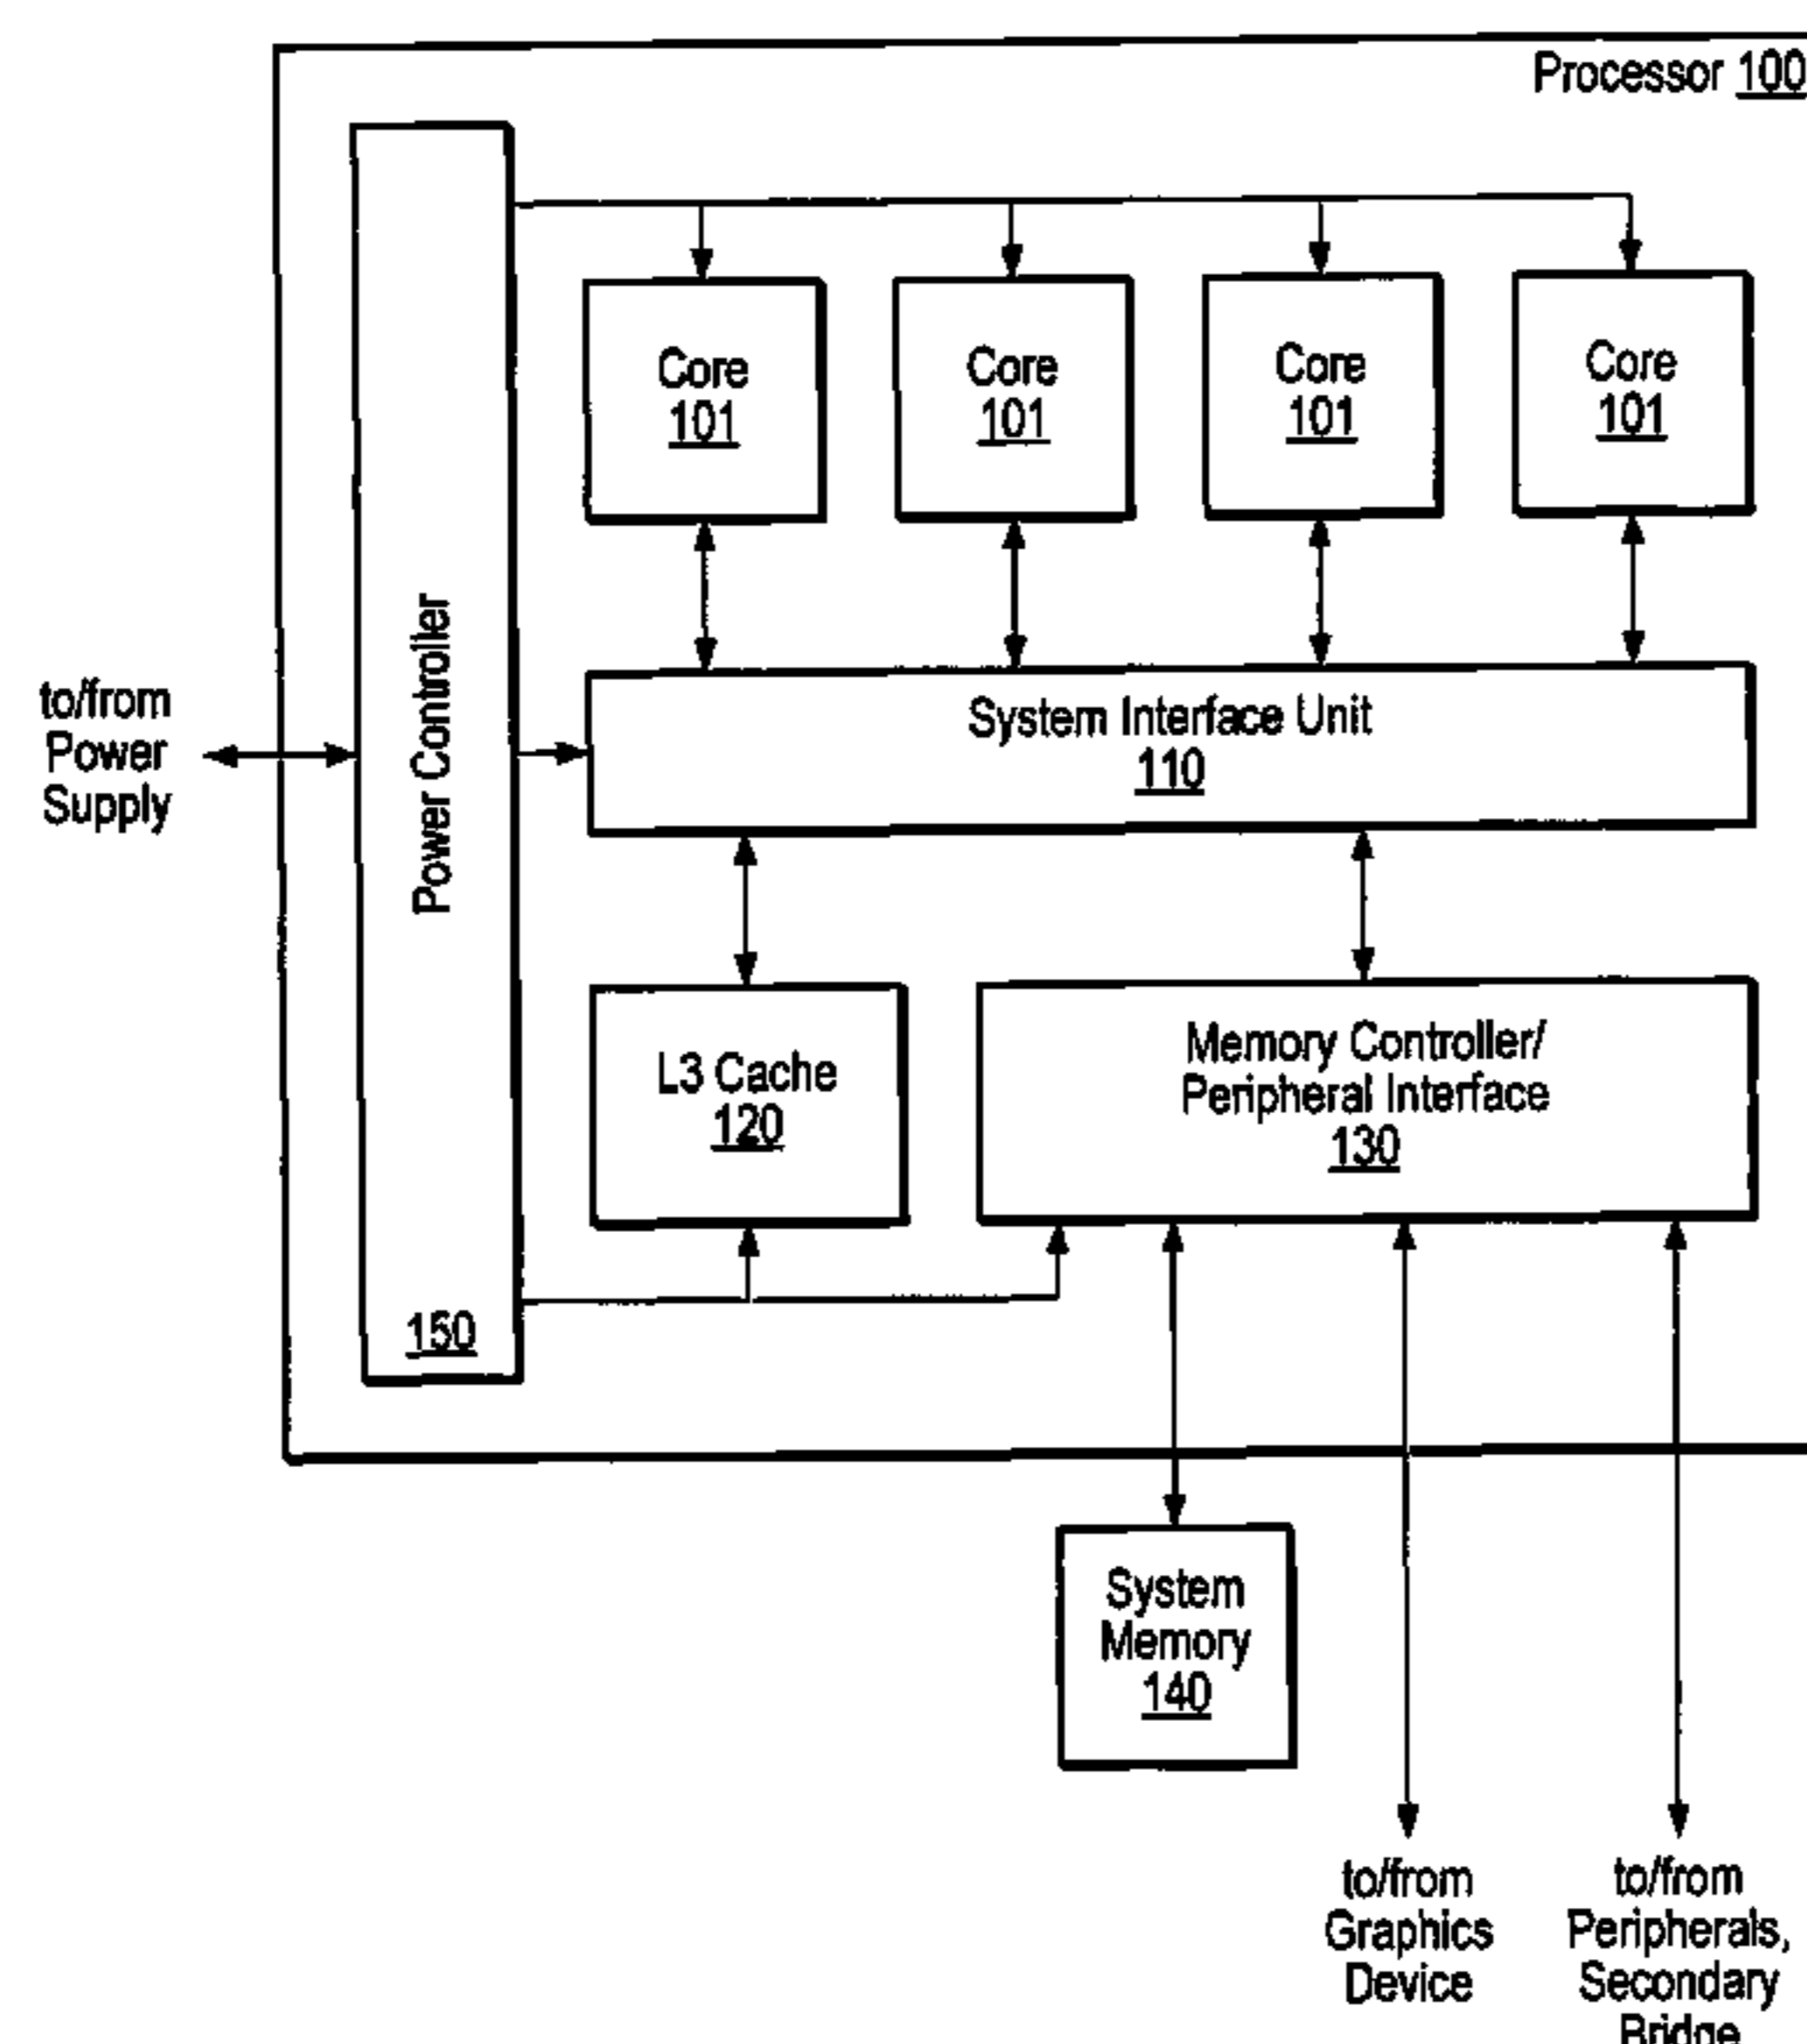 Processor 100
Core
101
Core
101
Core
101
Core
101
Power Controller
150
to/from
Power
Supply
System Interface Unit
110
L3 Cache
120
Memory Controller/
Peripheral Interface
130
System
Memory
140
to/from
Graphics
Device
to/from
Peripherals,
Secondary
Bridge